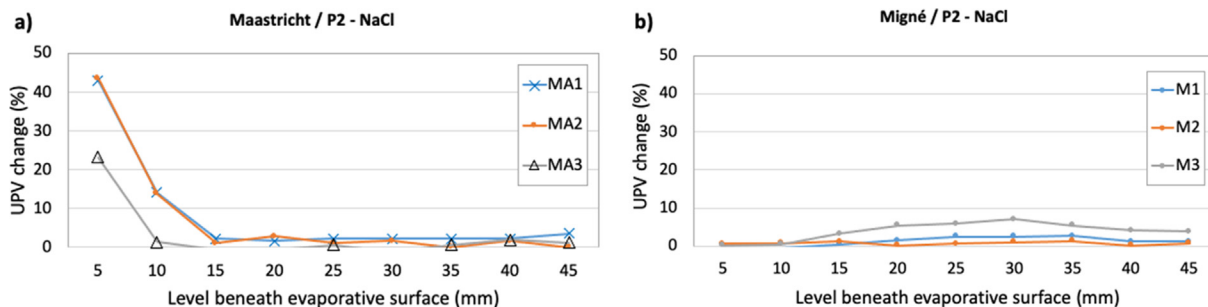 a)
Maastricht / P2 - NaCl
UPV change (%)
50
40
30
20
10
0
5 10 15 20 25 30 35 40 45
Level beneath evaporative surface (mm)
MA1
MA2
MA3
b)
Migné / P2 - NaCl
UPV change (%)
50
40
30
20
10
0
5 10 15 20 25 30 35 40 45
Level beneath evaporative surface (mm)
M1
M2
M3